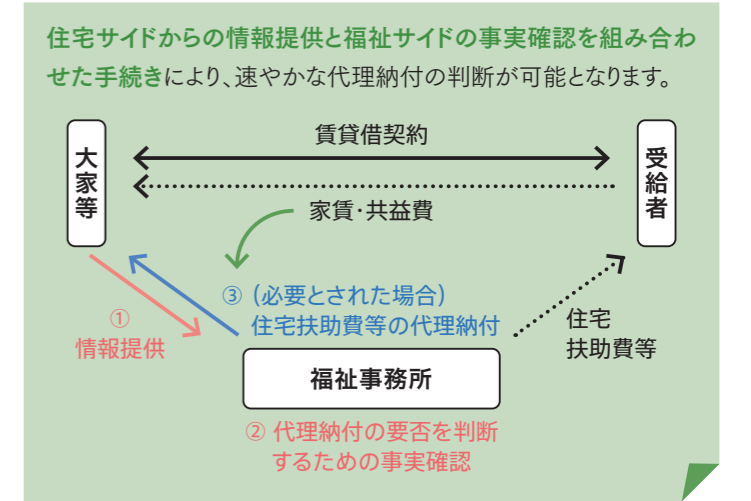 住宅サイドからの情報提供と福祉サイドの事実確認を組み合わ
せた手続きにより、速やかな代理納付の判断が可能となります。
賃貸借契約
大家等
受給者
家賃・共益費
③（必要とされた場合）
住宅扶助費等の代理納付
①
情報提供
住宅
扶助費等
福祉事務所
② 代理納付の要否を判断
するための事実確認